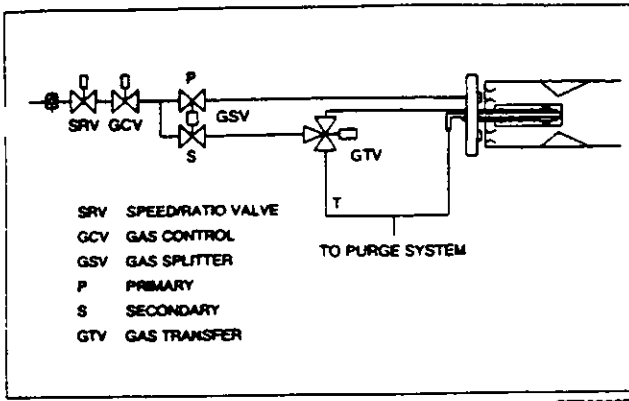 P
SRV GCV GSV
S
GTV
T
TO PURGE SYSTEM
SRV SPEED/RATIO VALVE
GCV GAS CONTROL
GSV GAS SPLITTER
P PRIMARY
S SECONDARY
GTV GAS TRANSFER